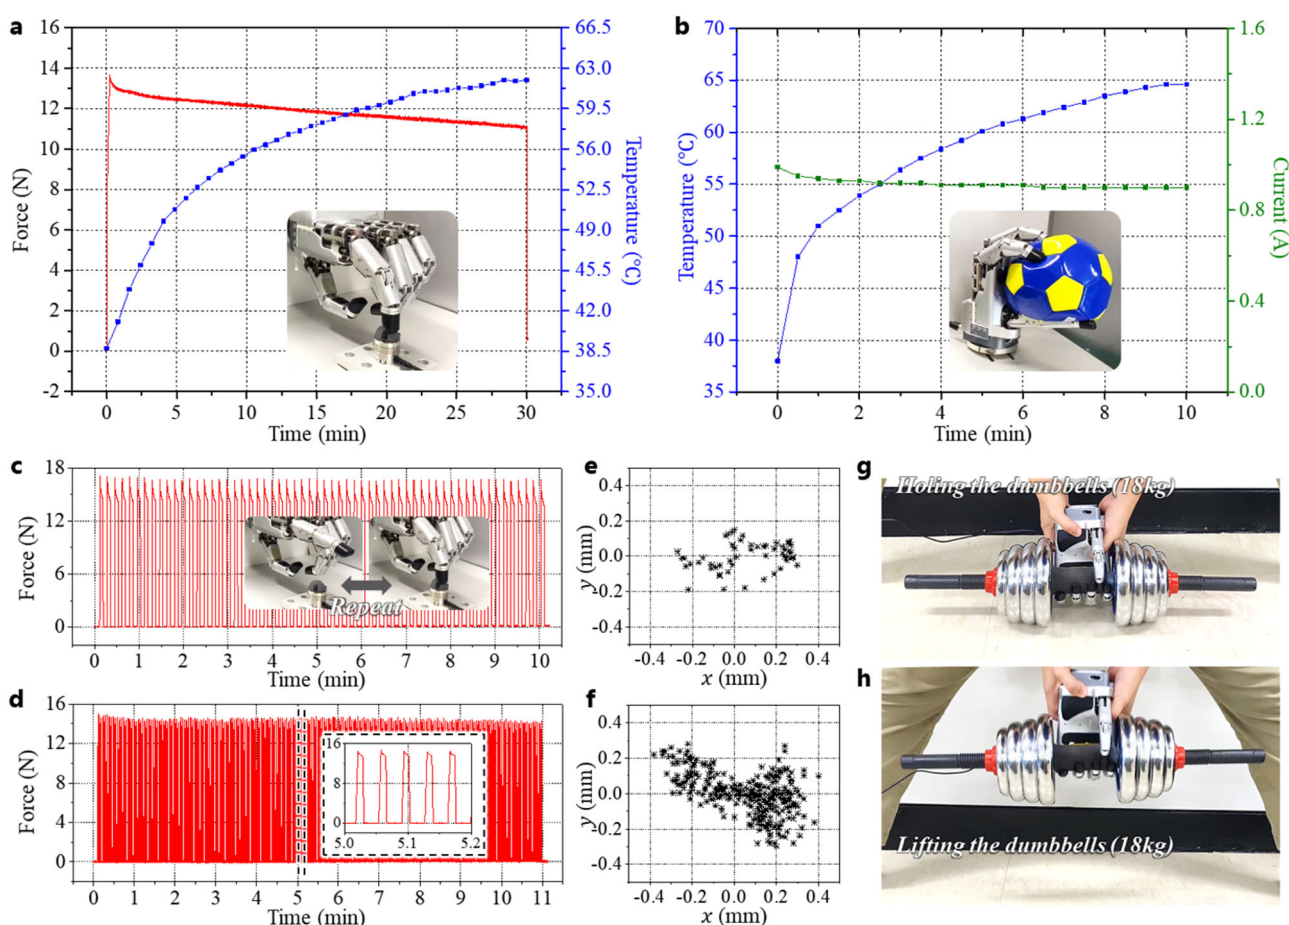 a
16
14
12
10
8
6
4
2
0
-2
Force (N)
0
5
10
15
20
25
30
Time (min)
66.5
63.0
59.5
56.0
52.5
49.0
45.5
42.0
38.5
35.0
Temperature (°C)
b
70
65
60
55
50
45
40
35
Temperature (°C)
0
2
4
6
8
10
Time (min)
1.6
1.2
0.8
0.4
0.0
Current (A)
c
18
12
6
0
Force (N)
Repeat
0 1 2 3 4 5 6 7 8 9 10
Time (min)
e
0.4
0.2
0.0
-0.2
-0.4
y (mm)
-0.4 -0.2 0.0 0.2 0.4
x (mm)
g
Holing the dumbbells (18kg)
d
16
12
8
4
0
Force (N)
16
8
0
5.0 5.1 5.2
0 1 2 3 4 5 6 7 8 9 10 11
Time (min)
f
0.4
0.2
0.0
-0.2
-0.4
y (mm)
-0.4 -0.2 0.0 0.2 0.4
x (mm)
h
Lifting the dumbbells (18kg)